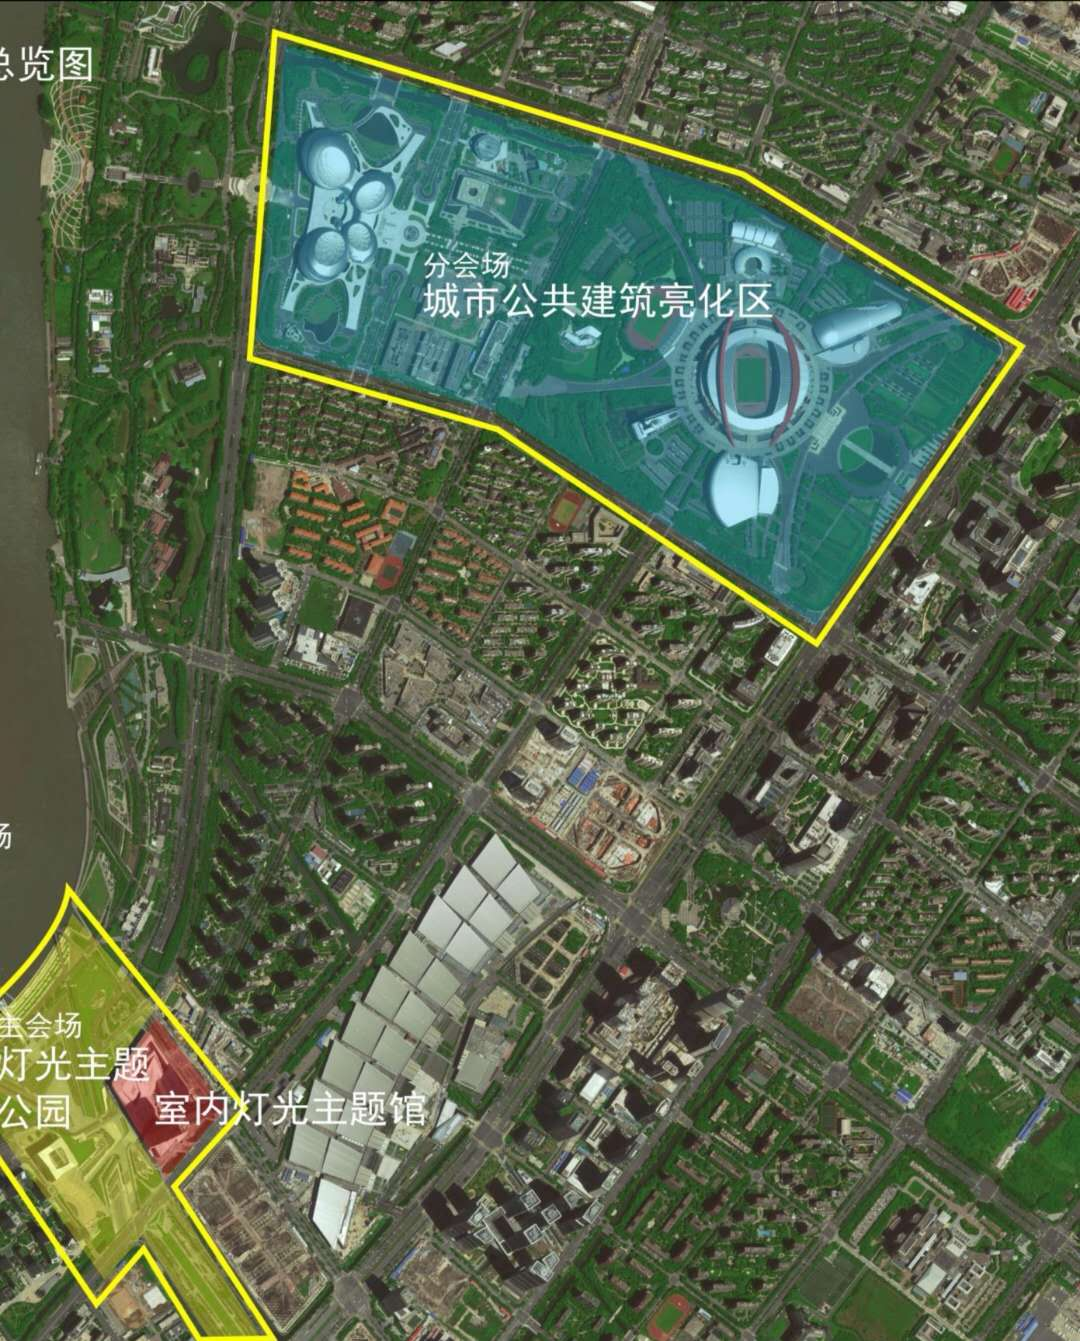 总览图
分会场
城市公共建筑亮化区
场
主会场
灯光主题
公园
室内灯光主题馆